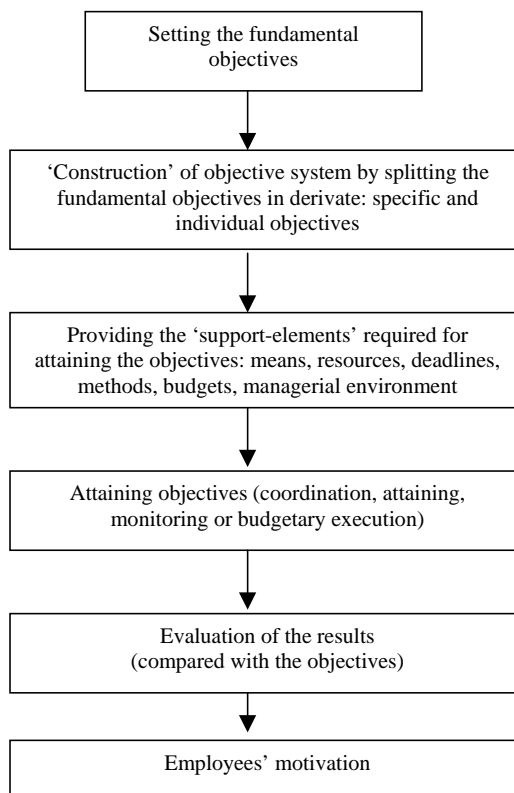 Setting the fundamental
objectives
‘Construction’ of objective system by splitting the
fundamental objectives in derivate: specific and
individual objectives
Providing the ‘support-elements’ required for
attaining the objectives: means, resources, deadlines,
methods, budgets, managerial environment
Attaining objectives (coordination, attaining,
monitoring or budgetary execution)
Evaluation of the results
(compared with the objectives)
Employees’ motivation